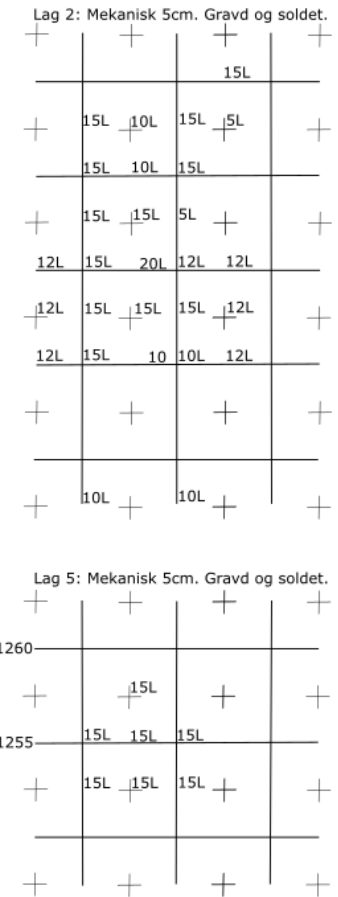 Lag 2: Mekanisk 5cm. Gravd og soldet.
15L
15L 10L 15L 5L
15L 10L 15L
15L 15L 5L
12L 15L 20L 12L 12L
12L 15L 15L 15L 12L
12L 15L 10 10L 12L
10L 10L
Lag 5: Mekanisk 5cm. Gravd og soldet.
1260
15L
1255 15L 15L 15L
15L 15L 15L